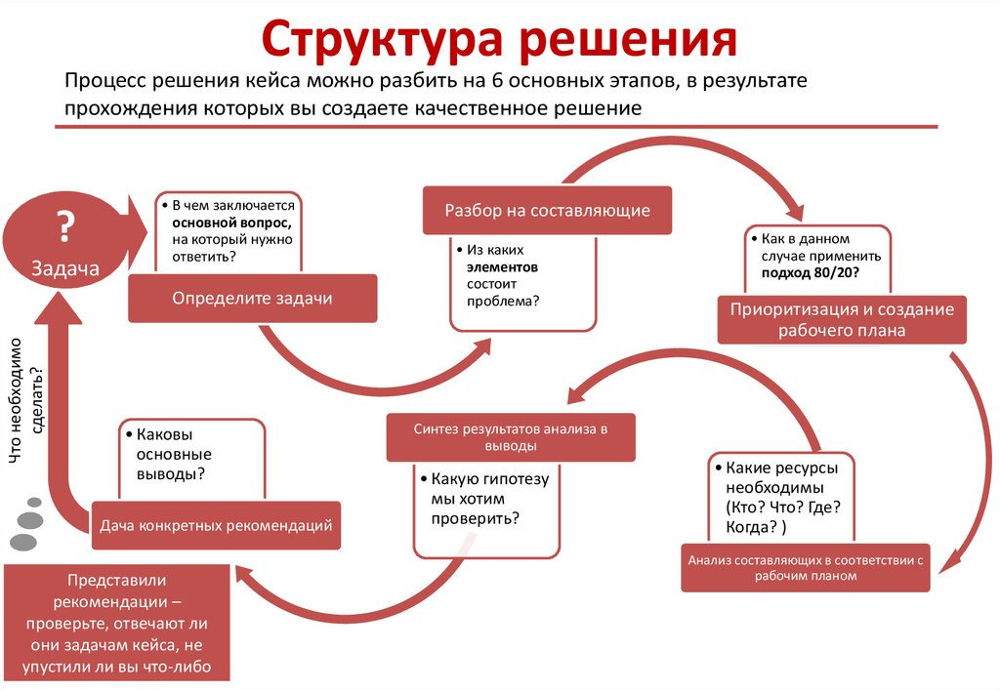 Структура решения
Процесс решения кейса можно разбить на 6 основных этапов, в результате
прохождения которых вы создаете качественное решение
?
Задача
• В чем заключается
основной вопрос,
на который нужно
ответить?
Определите задачи
Разбор на составляющие
• Из каких
элементов
состоит
проблема?
• Как в данном
случае применить
подход 80/20?
Приоритизация и создание
рабочего плана
• Какие ресурсы
необходимы
(Кто? Что? Где?
Когда? )
Анализ составляющих в соответствии с
рабочим планом
Синтез результатов анализа в
выводы
• Какую гипотезу
мы хотим
проверить?
• Каковы
основные
выводы?
Дача конкретных рекомендаций
Что необходимо
сделать?
Представили
рекомендации –
проверьте, отвечают ли
они задачам кейса, не
упустили ли вы что-либо